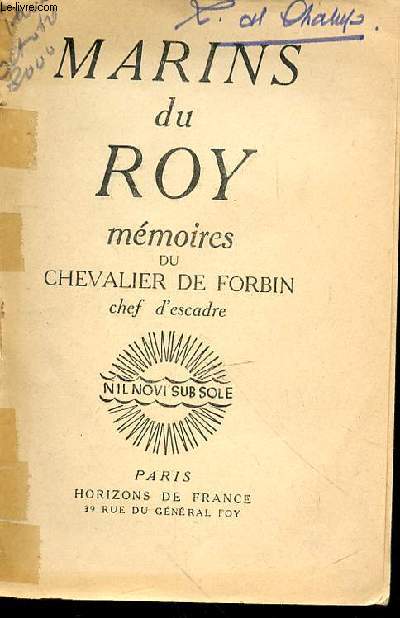 Le-livre.com
MARINS
du
ROY
mémoires
DU
CHEVALIER DE FORBIN
chef d'escadre
NIL NOVI SUB SOLE
PARIS
HORIZONS DE FRANCE
39 RUE DU GÉNÉRAL FOY